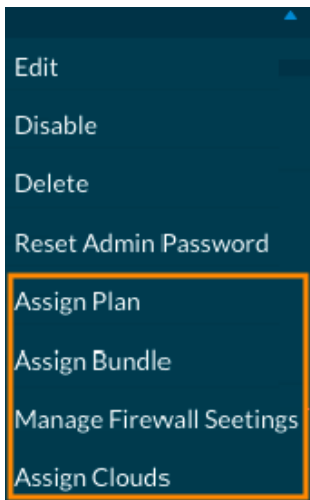 Edit
Disable
Delete
Reset Admin Password
Assign Plan
Assign Bundle
Manage Firewall Seetings
Assign Clouds